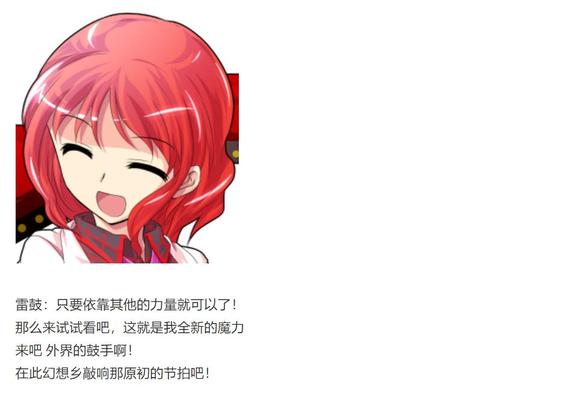 雷鼓：只要依靠其他的力量就可以了！
那么来试试看吧，这就是我全新的魔力
来吧 外界的鼓手啊！
在此幻想乡敲响那原初的节拍吧！